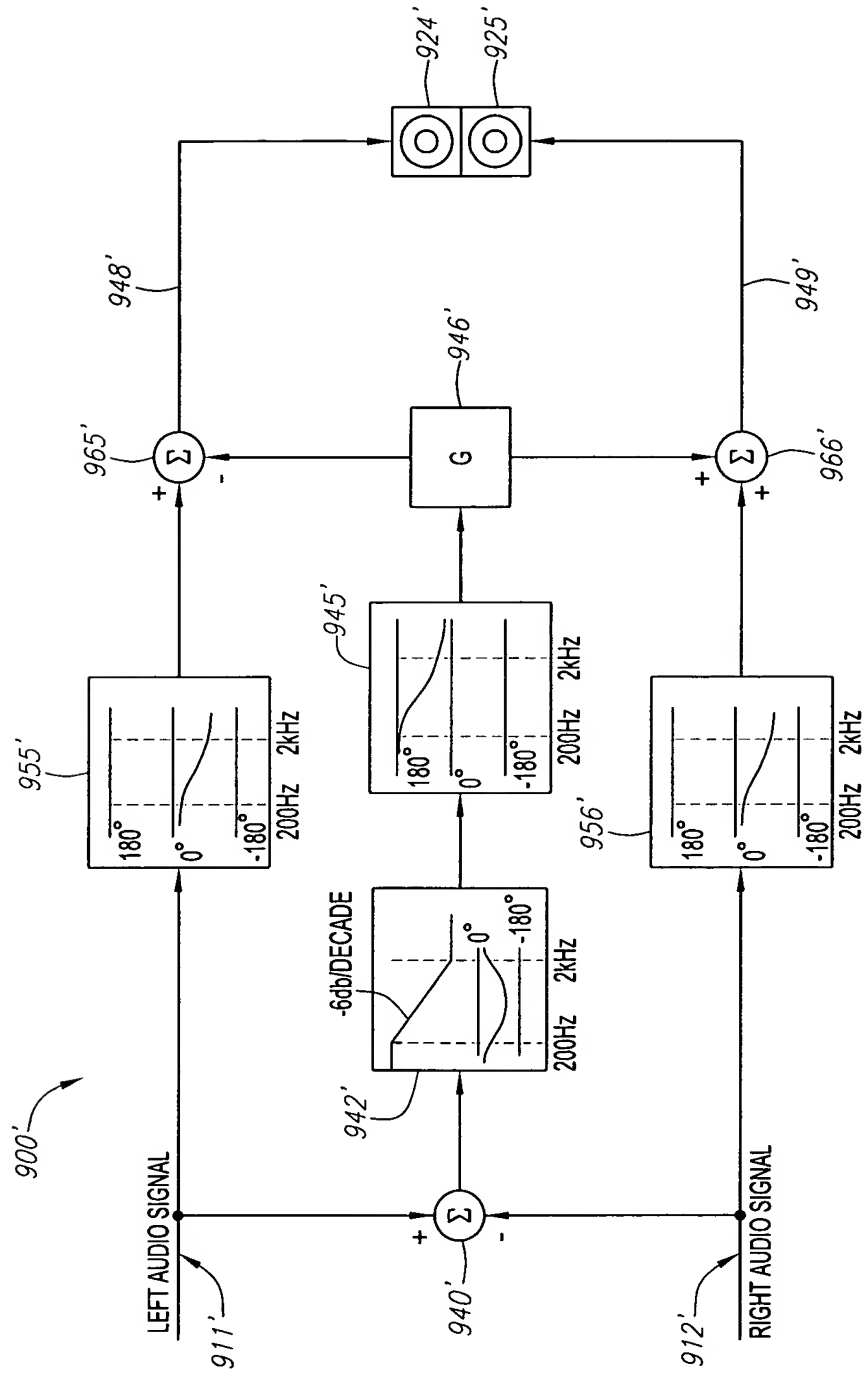 900'
LEFT AUDIO SIGNAL
911'
955'
180°
0°
-180°
200Hz 2kHz
965'
+
-
Σ
948'
940'
+
-
Σ
942'
-6db/DECADE
0°
-180°
200Hz 2kHz
945'
180°
0°
-180°
200Hz 2kHz
G
946'
924'
925'
912'
RIGHT AUDIO SIGNAL
956'
180°
0°
-180°
200Hz 2kHz
+
+
Σ
966'
949'